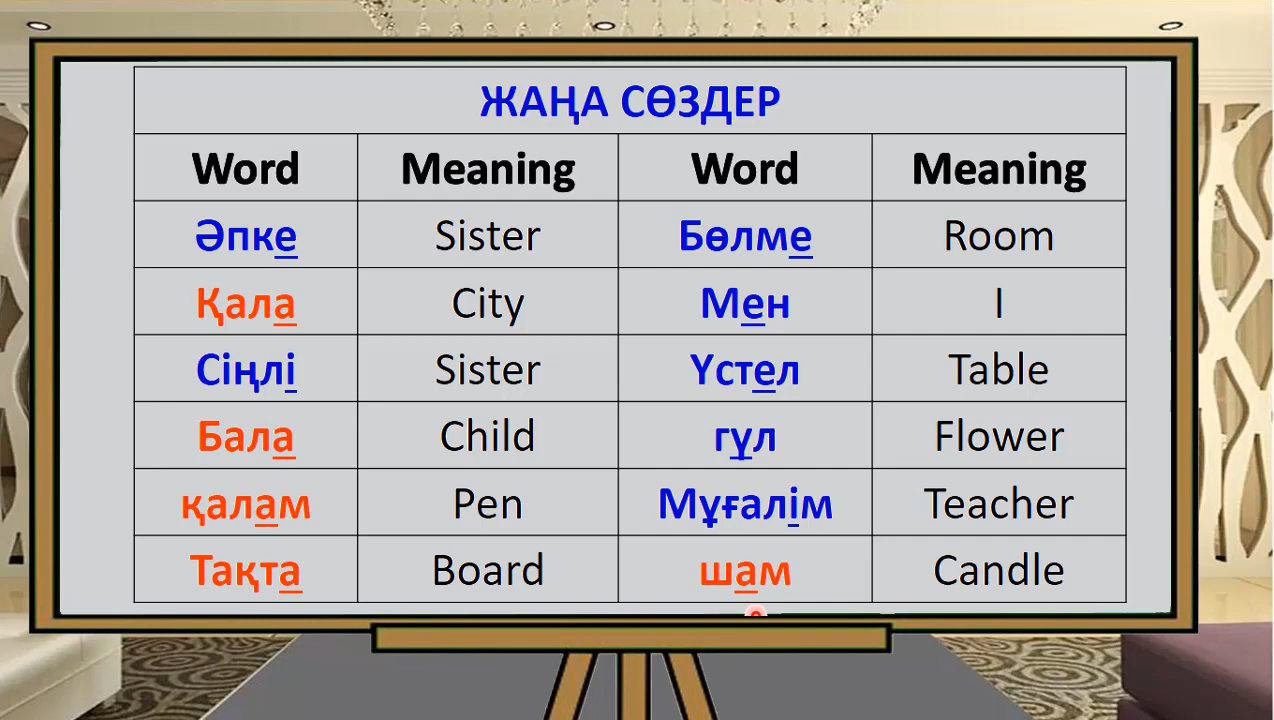 ЖАҢА СӨЗДЕР
Word Meaning Word Meaning
Әпке Sister Бөлме Room
Қала City Мен I
Сіңлі Sister Үстел Table
Бала Child гүл Flower
қалам Pen Мұғалім Teacher
Тақта Board шам Candle